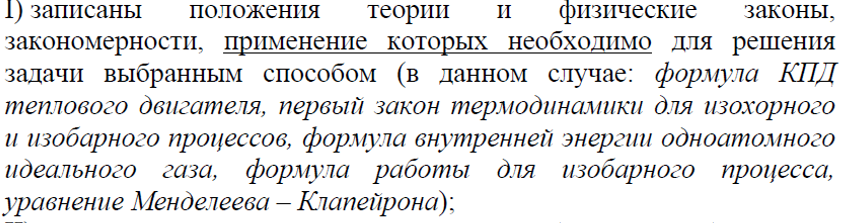 I) записаны положения теории и физические законы,
закономерности, применение которых необходимо для решения
задачи выбранным способом (в данном случае: формула КПД
теплового двигателя, первый закон термодинамики для изохорного
и изобарного процессов, формула внутренней энергии одноатомного
идеального газа, формула работы для изобарного процесса,
уравнение Менделеева – Клапейрона);